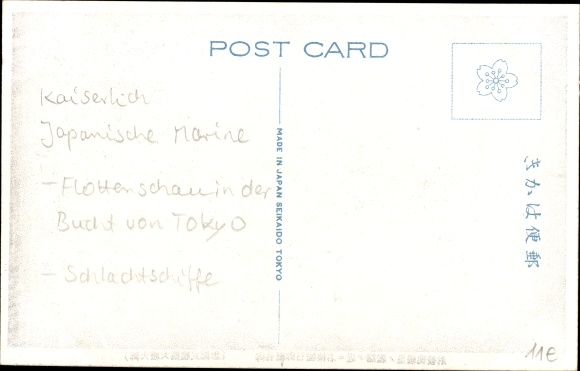 POST CARD
Kaiserlich
Japanische Marine
- Flottenschau in der
Bucht von Tokyo
- Schlachtschiffe
MADE IN JAPAN SEIKAIDO TOKYO
きかは便郵
11€